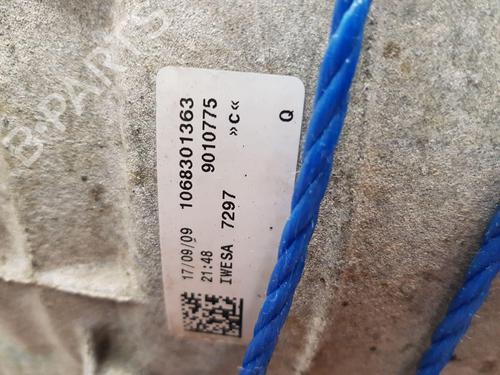 17/09/09 1068301363
21:48 9010775
IWESA 7297 »c«
Q
B-PARTS